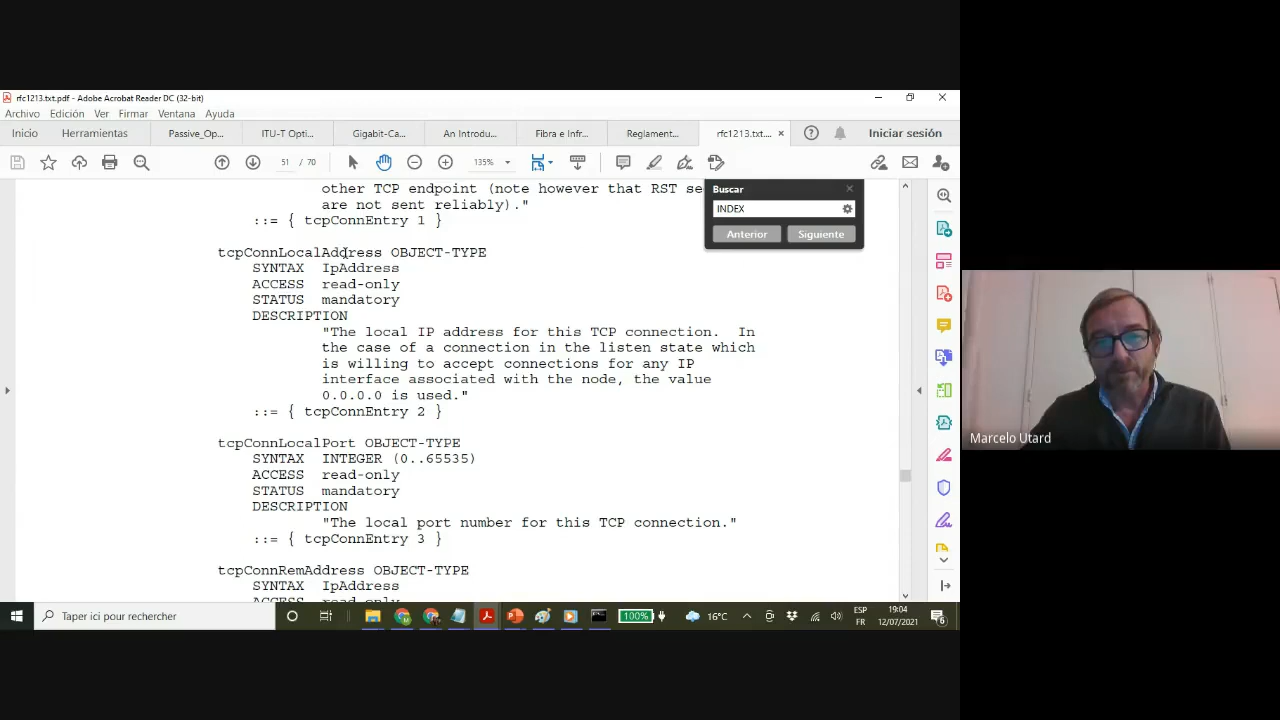 rfc1213.txt.pdf - Adobe Acrobat Reader DC (32-bit)
Archivo Edición Ver Firmar Ventana Ayuda
Inicio Herramientas Passive_Op... ITU-T Opti... Gigabit-Ca... An Introdu... Fibra e Infr... Reglament... rfc1213.txt.... Iniciar sesión
51 / 70 135%
other TCP endpoint (note however that RST se
are not sent reliably)."
::= { tcpConnEntry 1 }
Buscar
INDEX
Anterior Siguiente
tcpConnLocalAddress OBJECT-TYPE
SYNTAX IpAddress
ACCESS read-only
STATUS mandatory
DESCRIPTION
"The local IP address for this TCP connection. In
the case of a connection in the listen state which
is willing to accept connections for any IP
interface associated with the node, the value
0.0.0.0 is used."
::= { tcpConnEntry 2 }
tcpConnLocalPort OBJECT-TYPE
SYNTAX INTEGER (0..65535)
ACCESS read-only
STATUS mandatory
DESCRIPTION
"The local port number for this TCP connection."
::= { tcpConnEntry 3 }
tcpConnRemAddress OBJECT-TYPE
SYNTAX IpAddress
ACCESS read-only
Marcelo Utard
Taper ici pour rechercher
100% 16°C ESP FR 19:04 12/07/2021 6